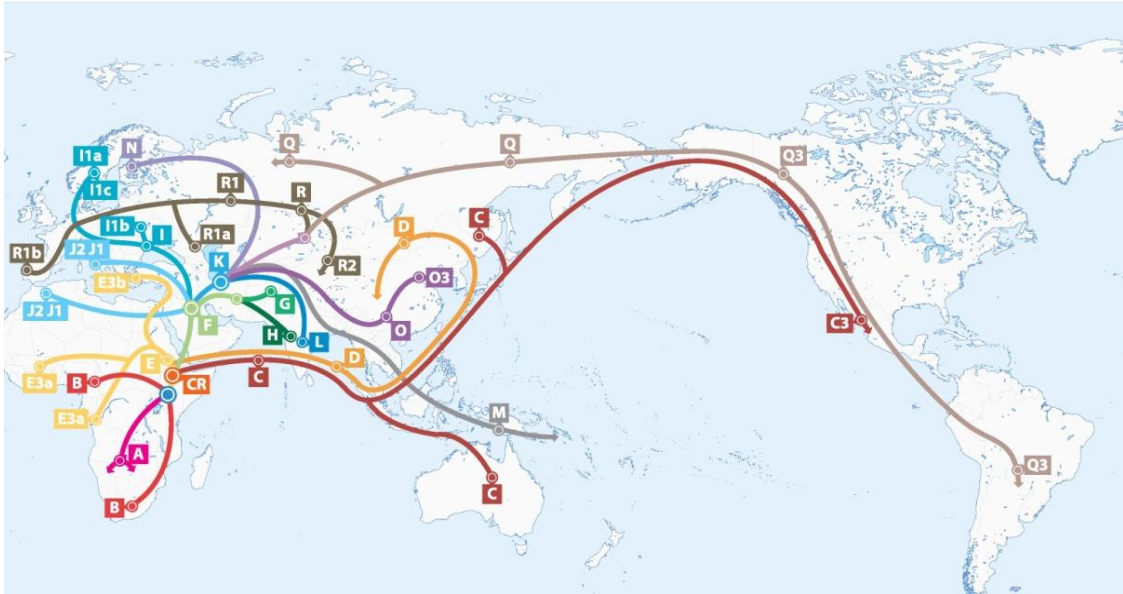 I1a
N
Q
Q
Q3
I1c
R1
R
I1b
C
D
I
R1a
J2 J1
R1b
K
R2
E3b
O3
J2 J1
G
F
O
C3
H
L
E
D
E3a
B
CR
C
E3a
M
A
Q3
C
B